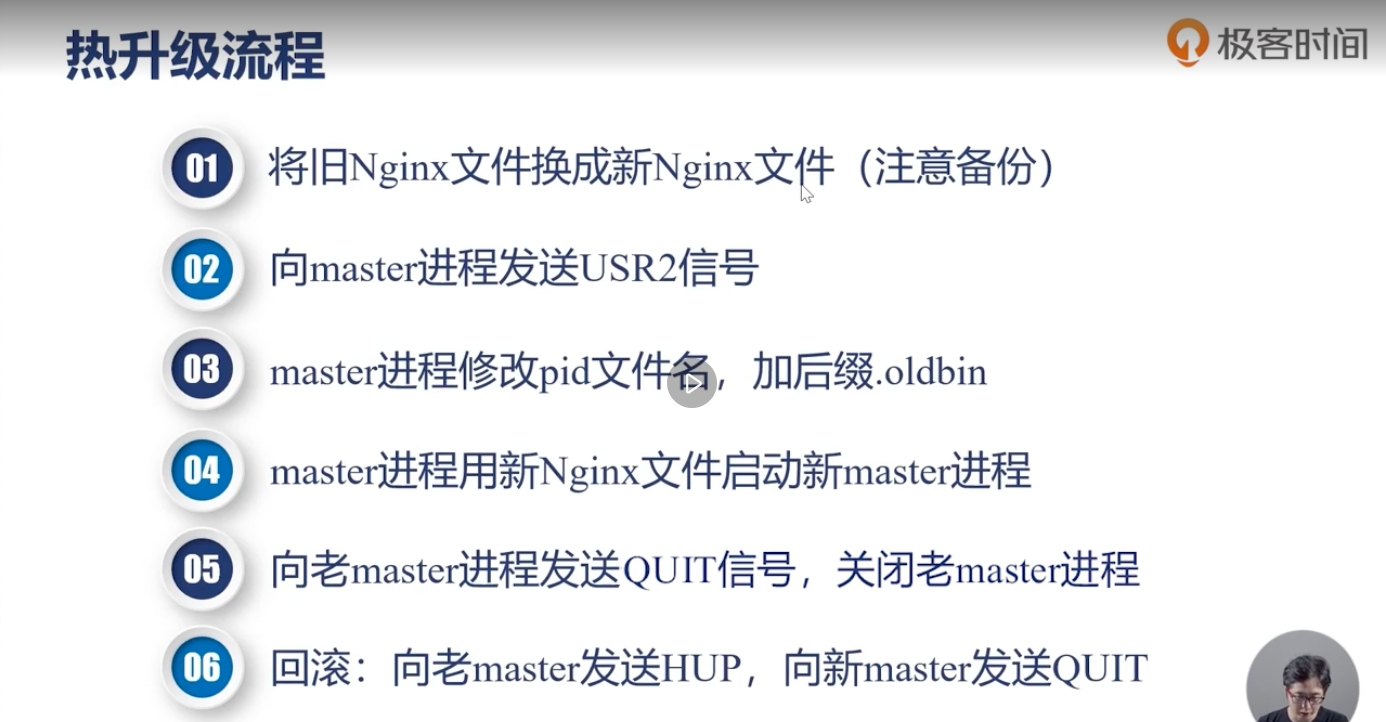 热升级流程
极客时间
01 将旧Nginx文件换成新Nginx文件（注意备份）
02 向master进程发送USR2信号
03 master进程修改pid文件名，加后缀.oldbin
04 master进程用新Nginx文件启动新master进程
05 向老master进程发送QUIT信号，关闭老master进程
06 回滚：向老master发送HUP，向新master发送QUIT